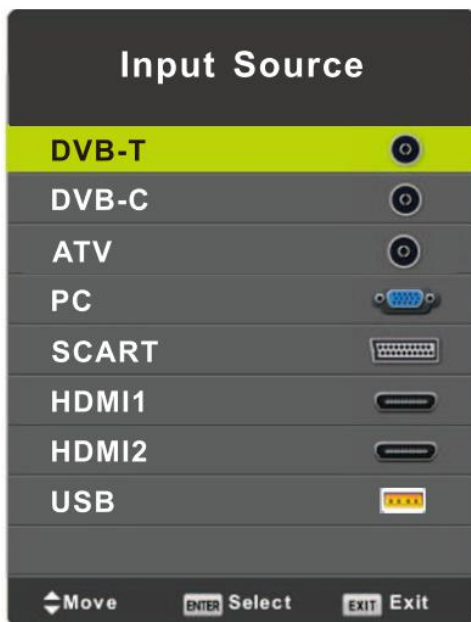 Input Source
DVB-T
DVB-C
ATV
PC
SCART
HDMI1
HDMI2
USB
Move ENTER Select EXIT Exit